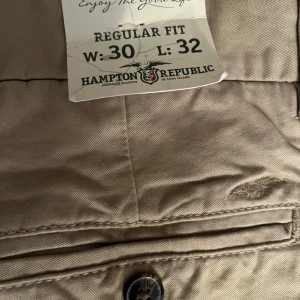 Enjoy The Good Life
REGULAR FIT
W: 30 L: 32
HAMPTON REPUBLIC